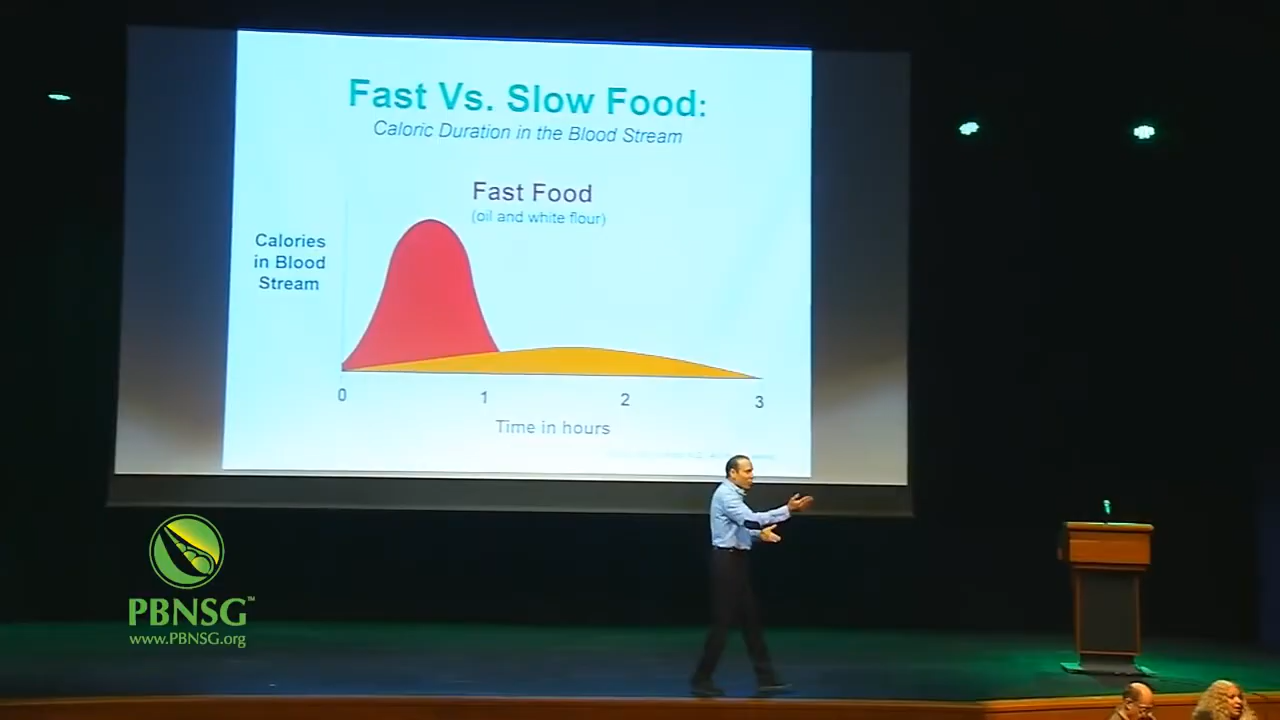 Fast Vs. Slow Food:
Caloric Duration in the Blood Stream
Fast Food
(oil and white flour)
Calories
in Blood
Stream
0 1 2 3
Time in hours
PBNSG™
www.PBNSG.org